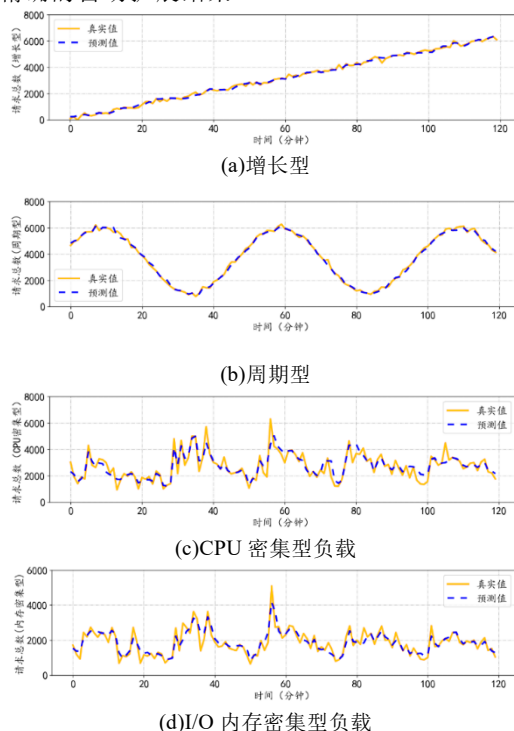 8000
6000
4000
2000
0
请求总数 (增长型)
真实值
预测值
0 20 40 60 80 100 120
时间 (分钟)
(a)增长型
8000
6000
4000
2000
0
请求总数(周期型)
真实值
预测值
0 20 40 60 80 100 120
时间 (分钟)
(b)周期型
8000
6000
4000
2000
0
请求总数 (CPU密集型)
真实值
预测值
0 20 40 60 80 100 120
时间 (分钟)
(c)CPU 密集型负载
6000
4000
2000
0
请求总数(内存密集型)
真实值
预测值
0 20 40 60 80 100 120
时间 (分钟)
(d)I/O 内存密集型负载